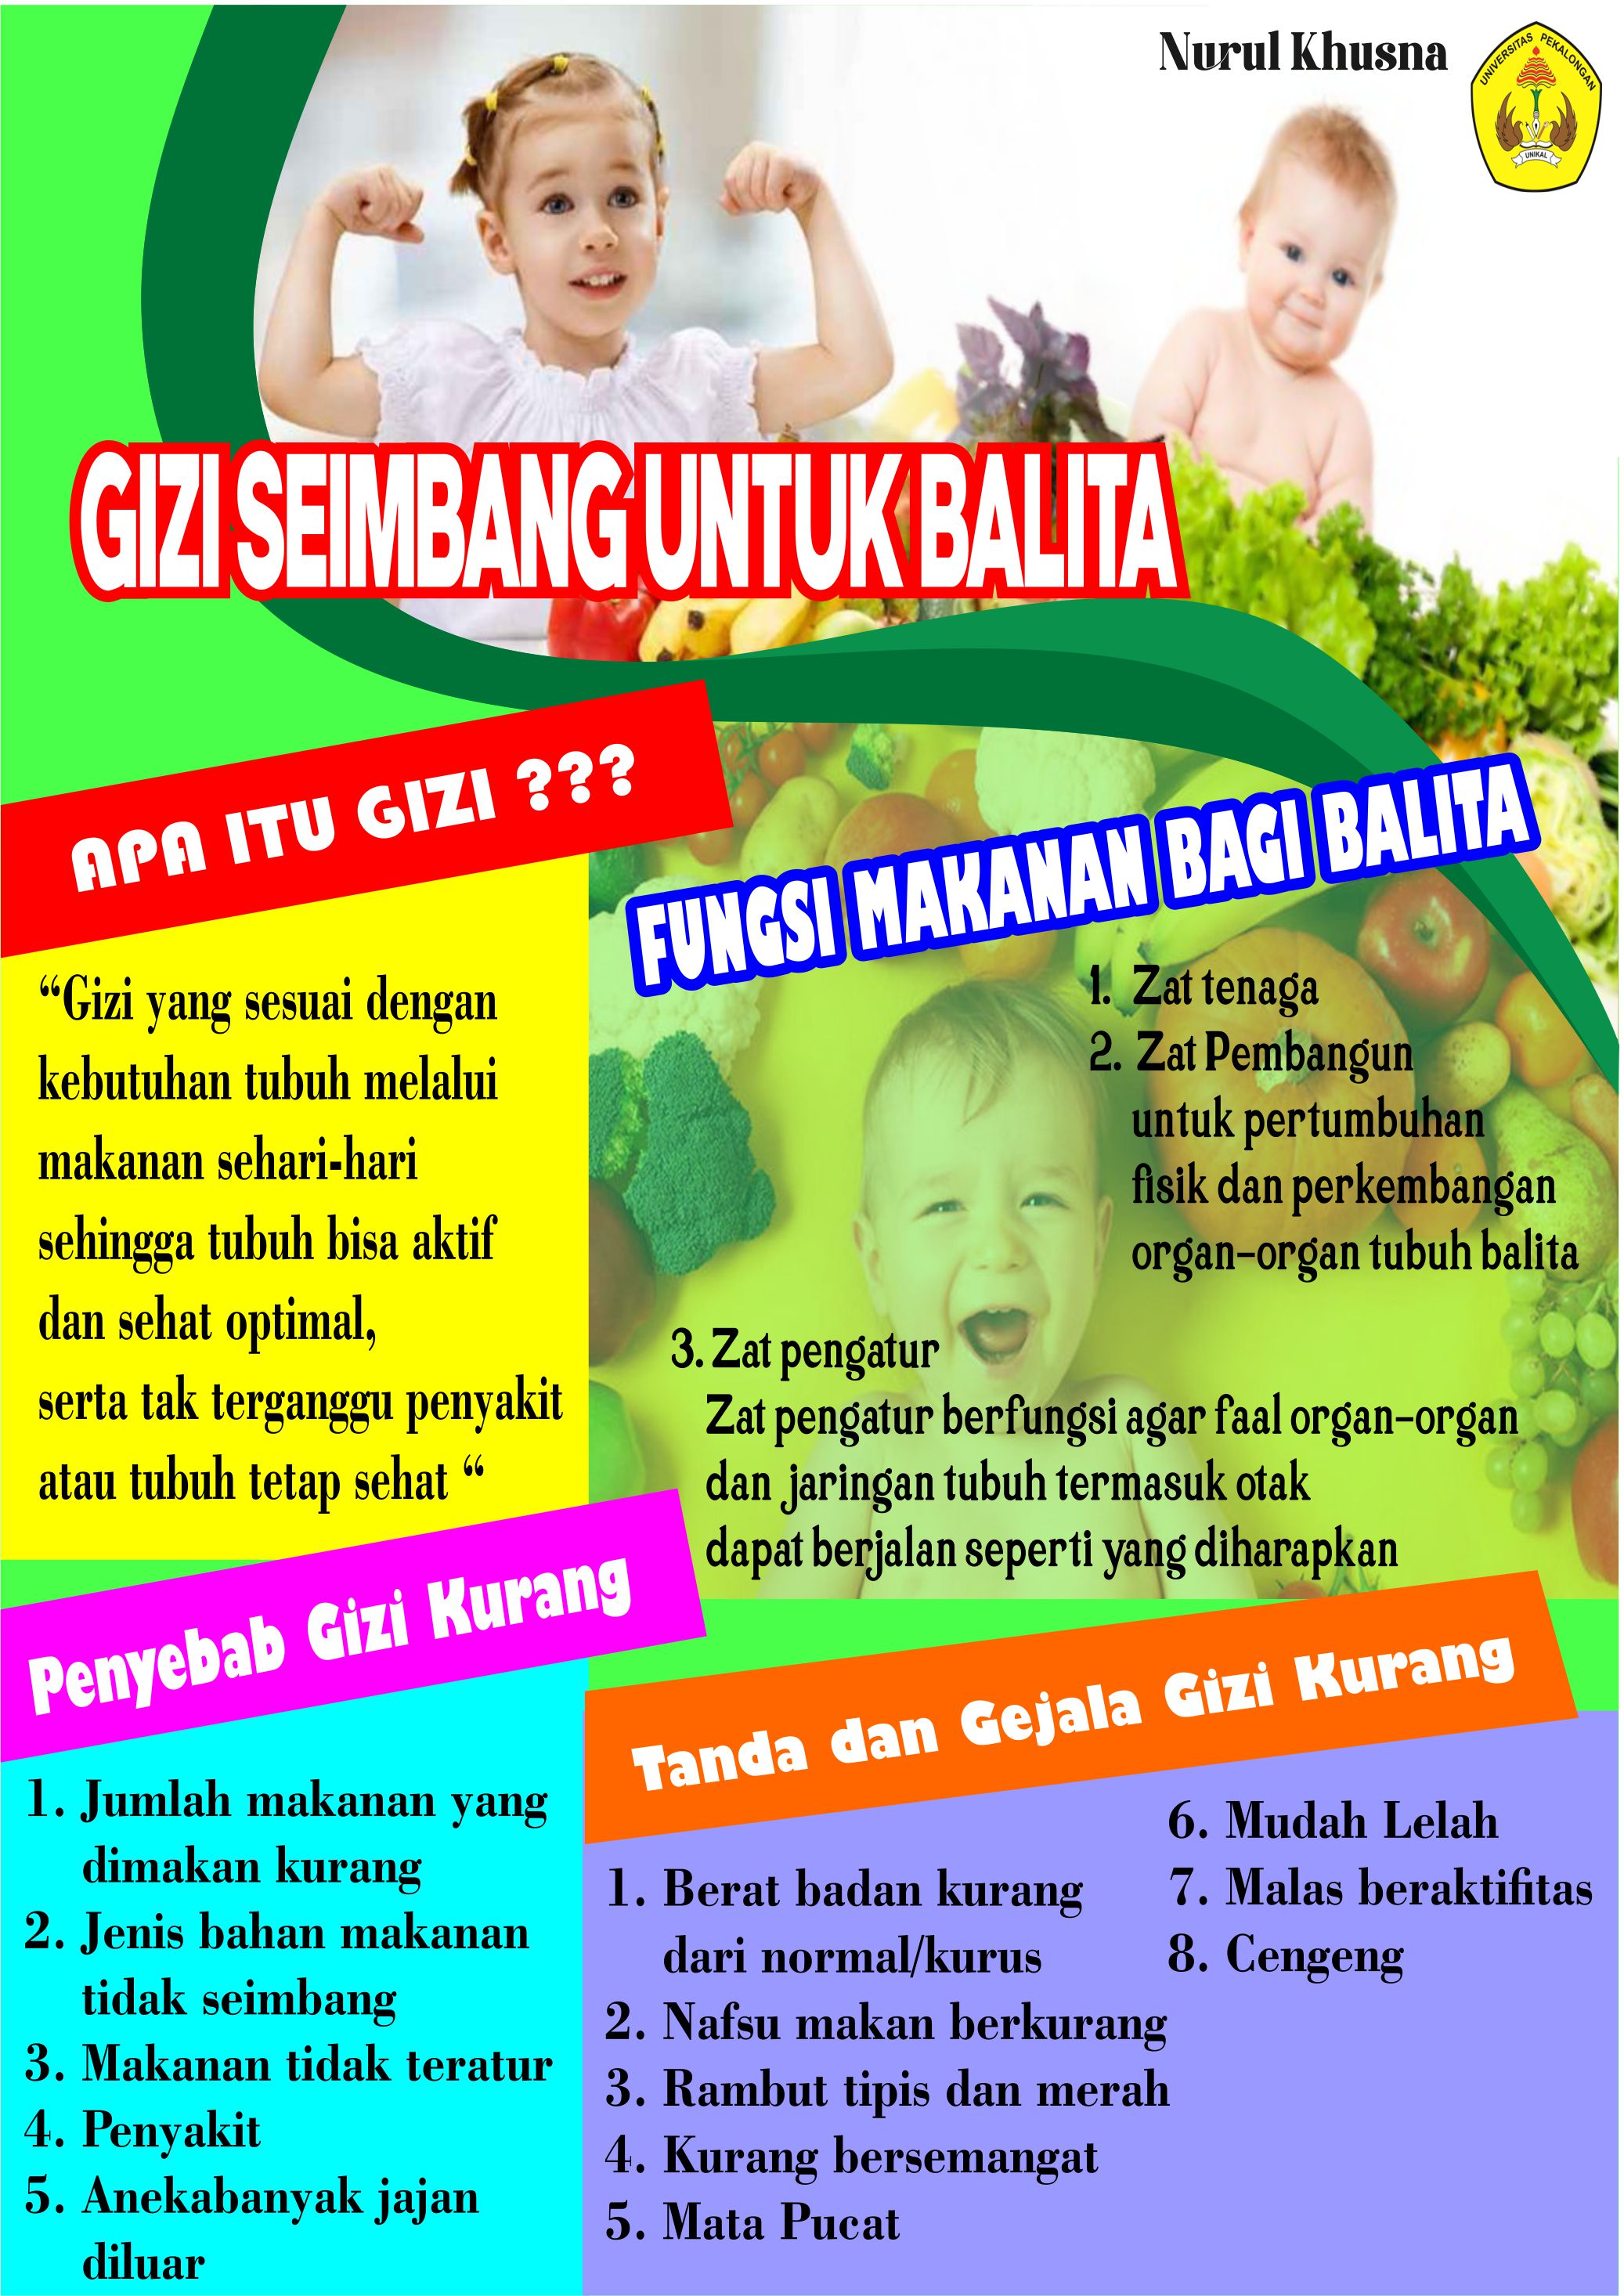 Nurul Khusna
UNIVERSITAS PEKALONGAN
UNIKAL
GIZI SEIMBANG UNTUK BALITA
APA ITU GIZI ???
“Gizi yang sesuai dengan
kebutuhan tubuh melalui
makanan sehari-hari
sehingga tubuh bisa aktif
dan sehat optimal,
serta tak terganggu penyakit
atau tubuh tetap sehat “
FUNGSI MAKANAN BAGI BALITA
1. Zat tenaga
2. Zat Pembangun
untuk pertumbuhan
fisik dan perkembangan
organ-organ tubuh balita
3. Zat pengatur
Zat pengatur berfungsi agar faal organ-organ
dan jaringan tubuh termasuk otak
dapat berjalan seperti yang diharapkan
Penyebab Gizi Kurang
1. Jumlah makanan yang
dimakan kurang
2. Jenis bahan makanan
tidak seimbang
3. Makanan tidak teratur
4. Penyakit
5. Anekabanyak jajan
diluar
Tanda dan Gejala Gizi Kurang
1. Berat badan kurang
dari normal/kurus
2. Nafsu makan berkurang
3. Rambut tipis dan merah
4. Kurang bersemangat
5. Mata Pucat
6. Mudah Lelah
7. Malas beraktifitas
8. Cengeng